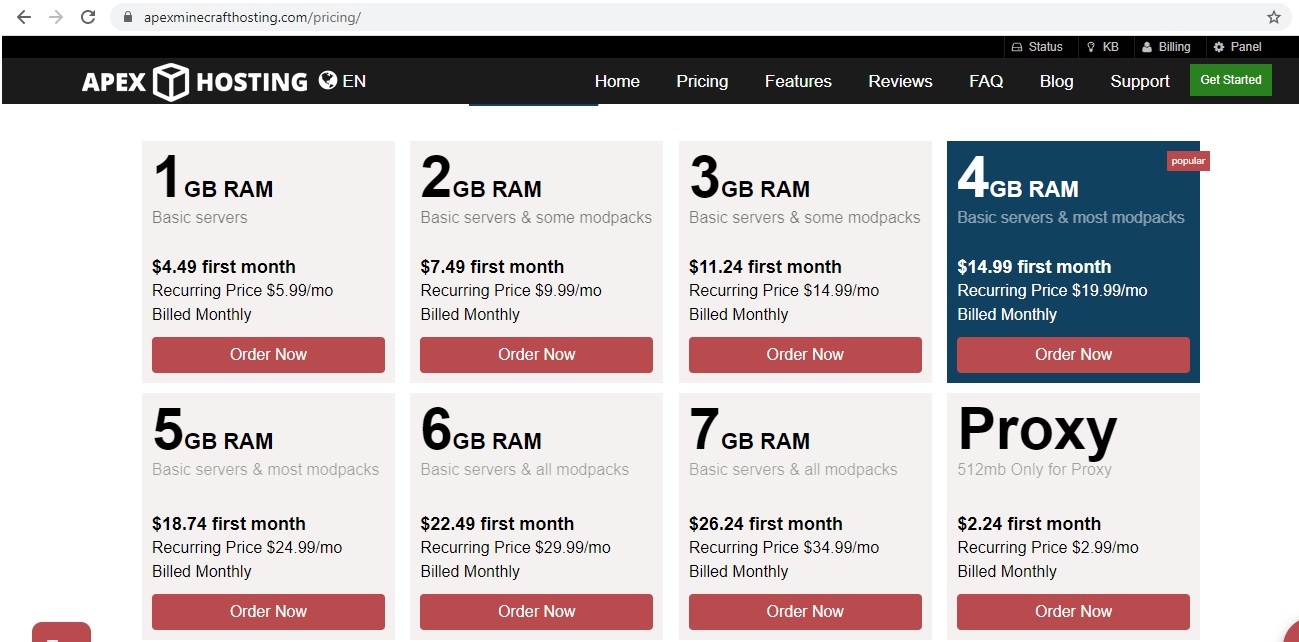 apexminecrafthosting.com/pricing/
Status KB Billing Panel
APEX HOSTING EN Home Pricing Features Reviews FAQ Blog Support Get Started
1 GB RAM
Basic servers
$4.49 first month
Recurring Price $5.99/mo
Billed Monthly
Order Now
2 GB RAM
Basic servers & some modpacks
$7.49 first month
Recurring Price $9.99/mo
Billed Monthly
Order Now
3 GB RAM
Basic servers & some modpacks
$11.24 first month
Recurring Price $14.99/mo
Billed Monthly
Order Now
popular
4GB RAM
Basic servers & most modpacks
$14.99 first month
Recurring Price $19.99/mo
Billed Monthly
Order Now
5GB RAM
Basic servers & most modpacks
$18.74 first month
Recurring Price $24.99/mo
Billed Monthly
Order Now
6GB RAM
Basic servers & all modpacks
$22.49 first month
Recurring Price $29.99/mo
Billed Monthly
Order Now
7 GB RAM
Basic servers & all modpacks
$26.24 first month
Recurring Price $34.99/mo
Billed Monthly
Order Now
Proxy
512mb Only for Proxy
$2.24 first month
Recurring Price $2.99/mo
Billed Monthly
Order Now